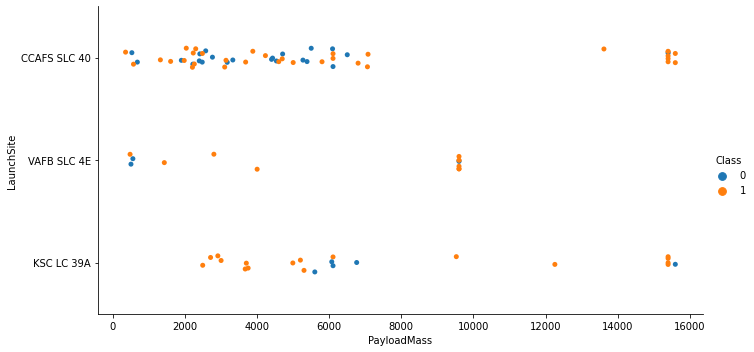 CCAFS SLC 40
VAFB SLC 4E
KSC LC 39A
LaunchSite
0 2000 4000 6000 8000 10000 12000 14000 16000
PayloadMass
Class
0
1